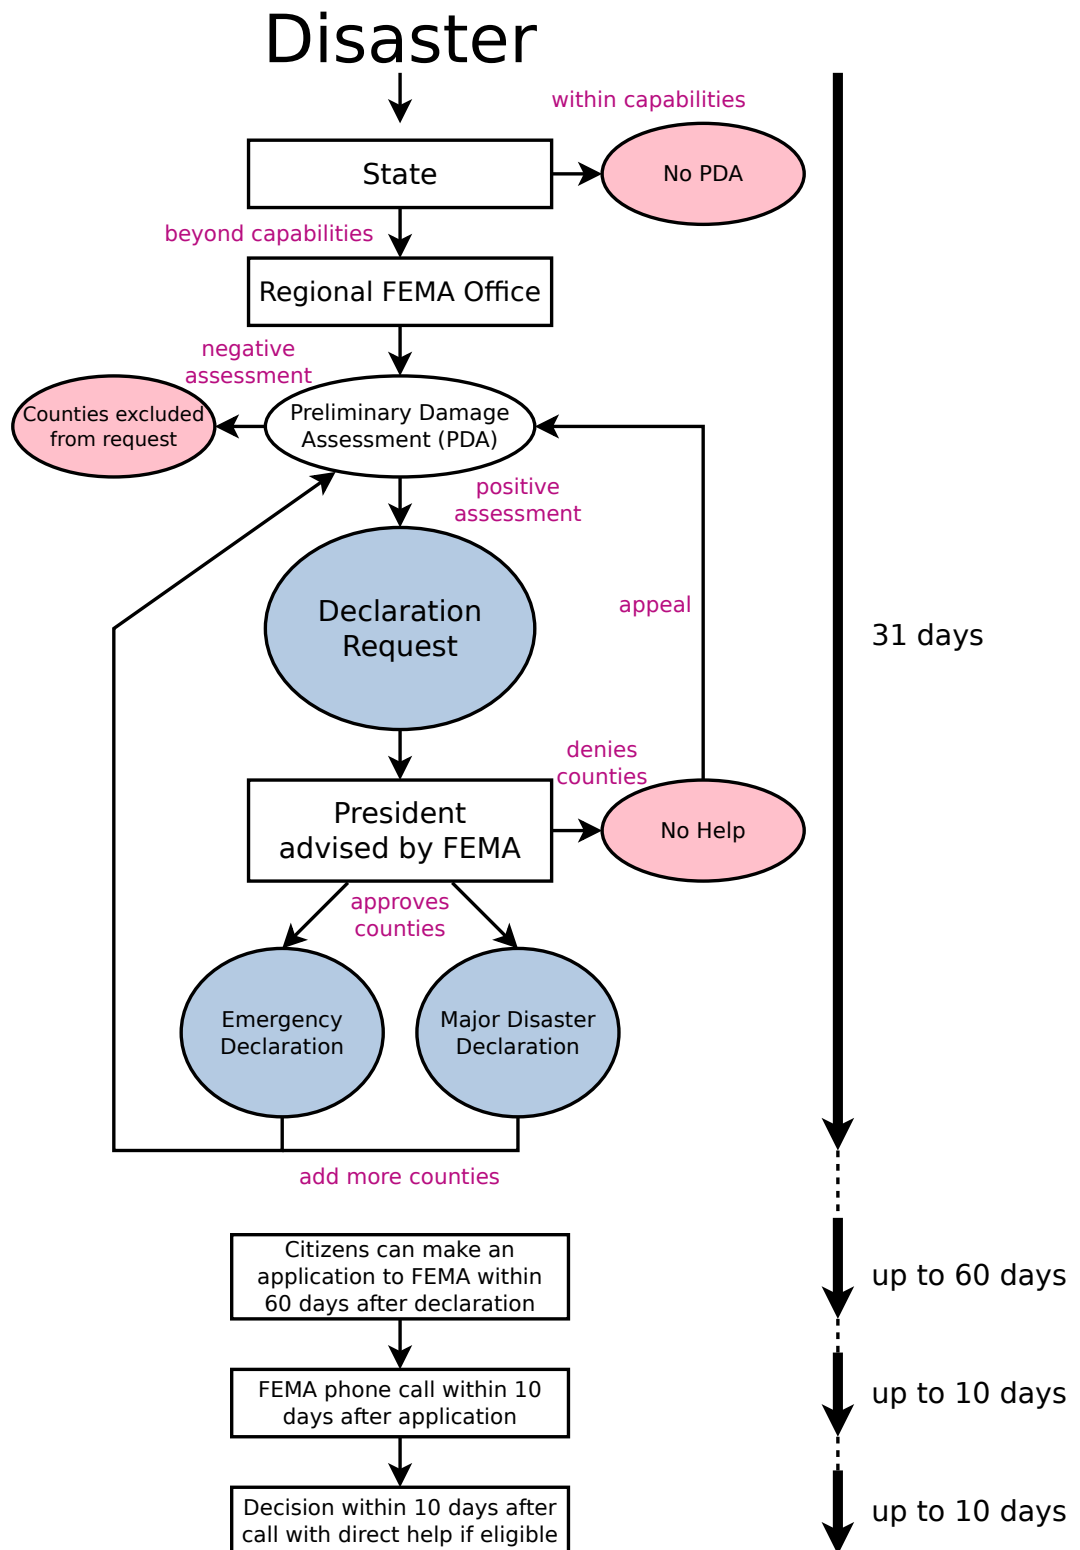 Disaster
within capabilities
State
No PDA
beyond capabilities
Regional FEMA Office
negative
assessment
Counties excluded
from request
Preliminary Damage
Assessment (PDA)
positive
assessment
Declaration
Request
appeal
31 days
denies
counties
President
advised by FEMA
No Help
approves
counties
Emergency
Declaration
Major Disaster
Declaration
add more counties
Citizens can make an
application to FEMA within
60 days after declaration
up to 60 days
FEMA phone call within 10
days after application
up to 10 days
Decision within 10 days after
call with direct help if eligible
up to 10 days